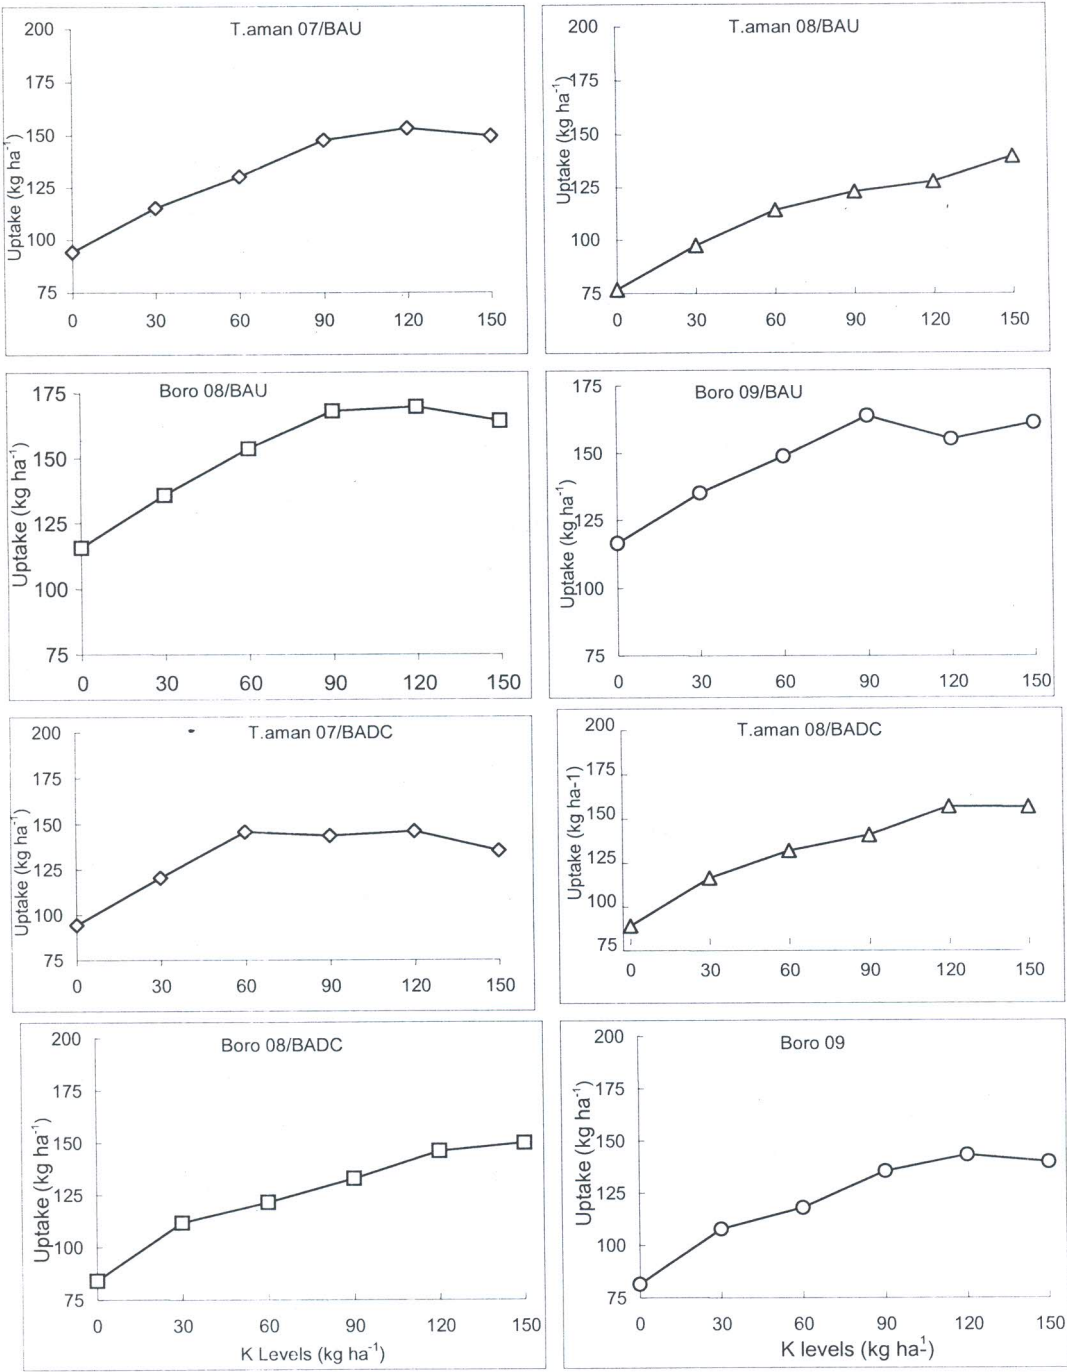 T.aman 07/BAU
200
175
150
125
100
75
Uptake (kg ha⁻¹)
0 30 60 90 120 150
T.aman 08/BAU
200
175
150
125
100
75
Uptake (kg ha⁻¹)
0 30 60 90 120 150
Boro 08/BAU
175
150
125
100
75
Uptake (kg ha⁻¹)
0 30 60 90 120 150
Boro 09/BAU
175
150
125
100
75
Uptake (kg ha⁻¹)
0 30 60 90 120 150
T.aman 07/BADC
200
175
150
125
100
75
Uptake (kg ha⁻¹)
0 30 60 90 120 150
T.aman 08/BADC
200
175
150
125
100
75
Uptake (kg ha-1)
0 30 60 90 120 150
Boro 08/BADC
200
175
150
125
100
75
Uptake (kg ha⁻¹)
0 30 60 90 120 150
K Levels (kg ha⁻¹)
Boro 09
200
175
150
125
100
75
Uptake (kg ha⁻¹)
0 30 60 90 120 150
K levels (kg ha⁻¹)